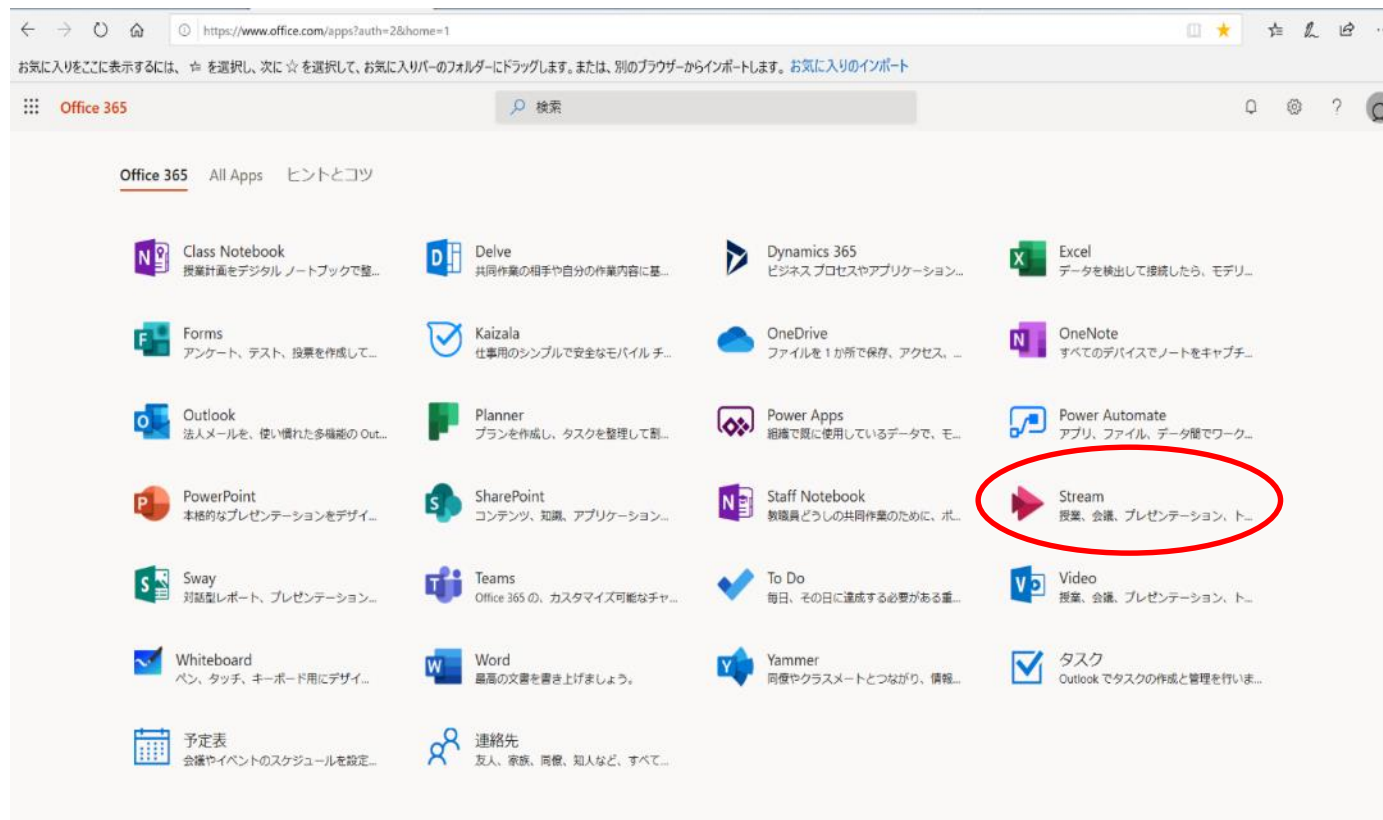 https://www.office.com/apps?auth=2&home=1
お気に入りをここに表示するには、☆ を選択し、次に ☆ を選択して、お気に入りバーのフォルダーにドラッグします。または、別のブラウザーからインポートします。 お気に入りのインポート
Office 365
検索
Office 365 All Apps ヒントとコツ
Class Notebook
授業計画をデジタル ノートブックで整...
Delve
共同作業の相手や自分の作業内容に基...
Dynamics 365
ビジネス プロセスやアプリケーション...
Excel
データを検出して接続したら、モデリ...
Forms
アンケート、テスト、投票を作成して...
Kaizala
仕事用のシンプルで安全なモバイル チ...
OneDrive
ファイルを 1 か所で保存、アクセス、...
OneNote
すべてのデバイスでノートをキャプチ...
Outlook
法人メールを、使い慣れた多機能の Out...
Planner
プランを作成し、タスクを整理して割...
Power Apps
組織で既に使用しているデータで、モ...
Power Automate
アプリ、ファイル、データ間でワーク...
PowerPoint
本格的なプレゼンテーションをデザイ...
SharePoint
コンテンツ、知識、アプリケーション...
Staff Notebook
教職員どうしの共同作業のために、ポ...
Stream
授業、会議、プレゼンテーション、ト...
Sway
対話型レポート、プレゼンテーション...
Teams
Office 365 の、カスタマイズ可能なチャ...
To Do
毎日、その日に達成する必要がある重...
Video
授業、会議、プレゼンテーション、ト...
Whiteboard
ペン、タッチ、キーボード用にデザイ...
Word
最高の文書を書き上げましょう。
Yammer
同僚やクラスメートとつながり、情報...
タスク
Outlook でタスクの作成と管理を行いま...
予定表
会議やイベントのスケジュールを設定...
連絡先
友人、家族、同僚、知人など、すべて...